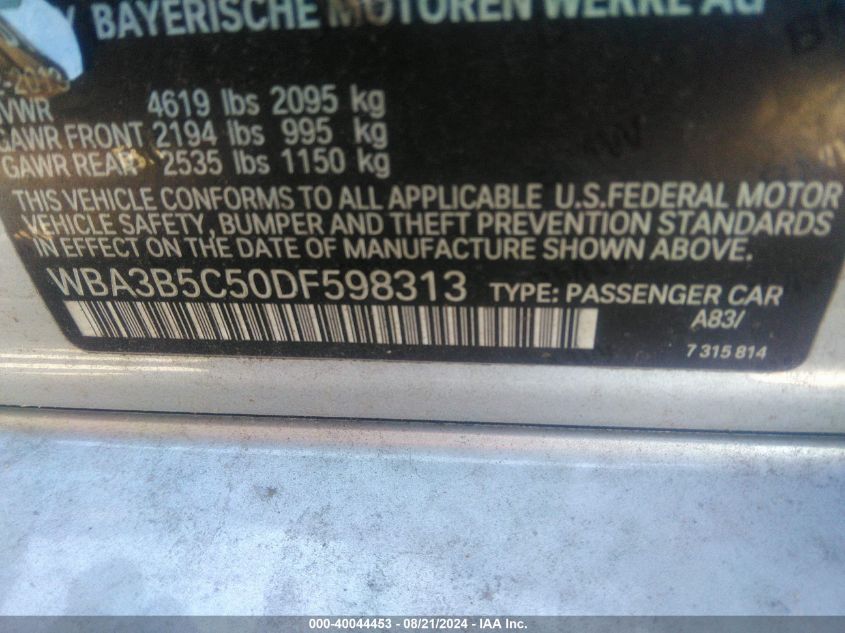 BAYERISCHE MOTOREN WERKE AG
VWR 4619 lbs 2095 kg
GAWR FRONT 2194 lbs 995 kg
GAWR REAR 2535 lbs 1150 kg
THIS VEHICLE CONFORMS TO ALL APPLICABLE U.S.FEDERAL MOTOR
VEHICLE SAFETY, BUMPER AND THEFT PREVENTION STANDARDS
IN EFFECT ON THE DATE OF MANUFACTURE SHOWN ABOVE.
WBA3B5C50DF598313 TYPE: PASSENGER CAR
A83/
7 315 814
000-40044453 - 08/21/2024 - IAA Inc.